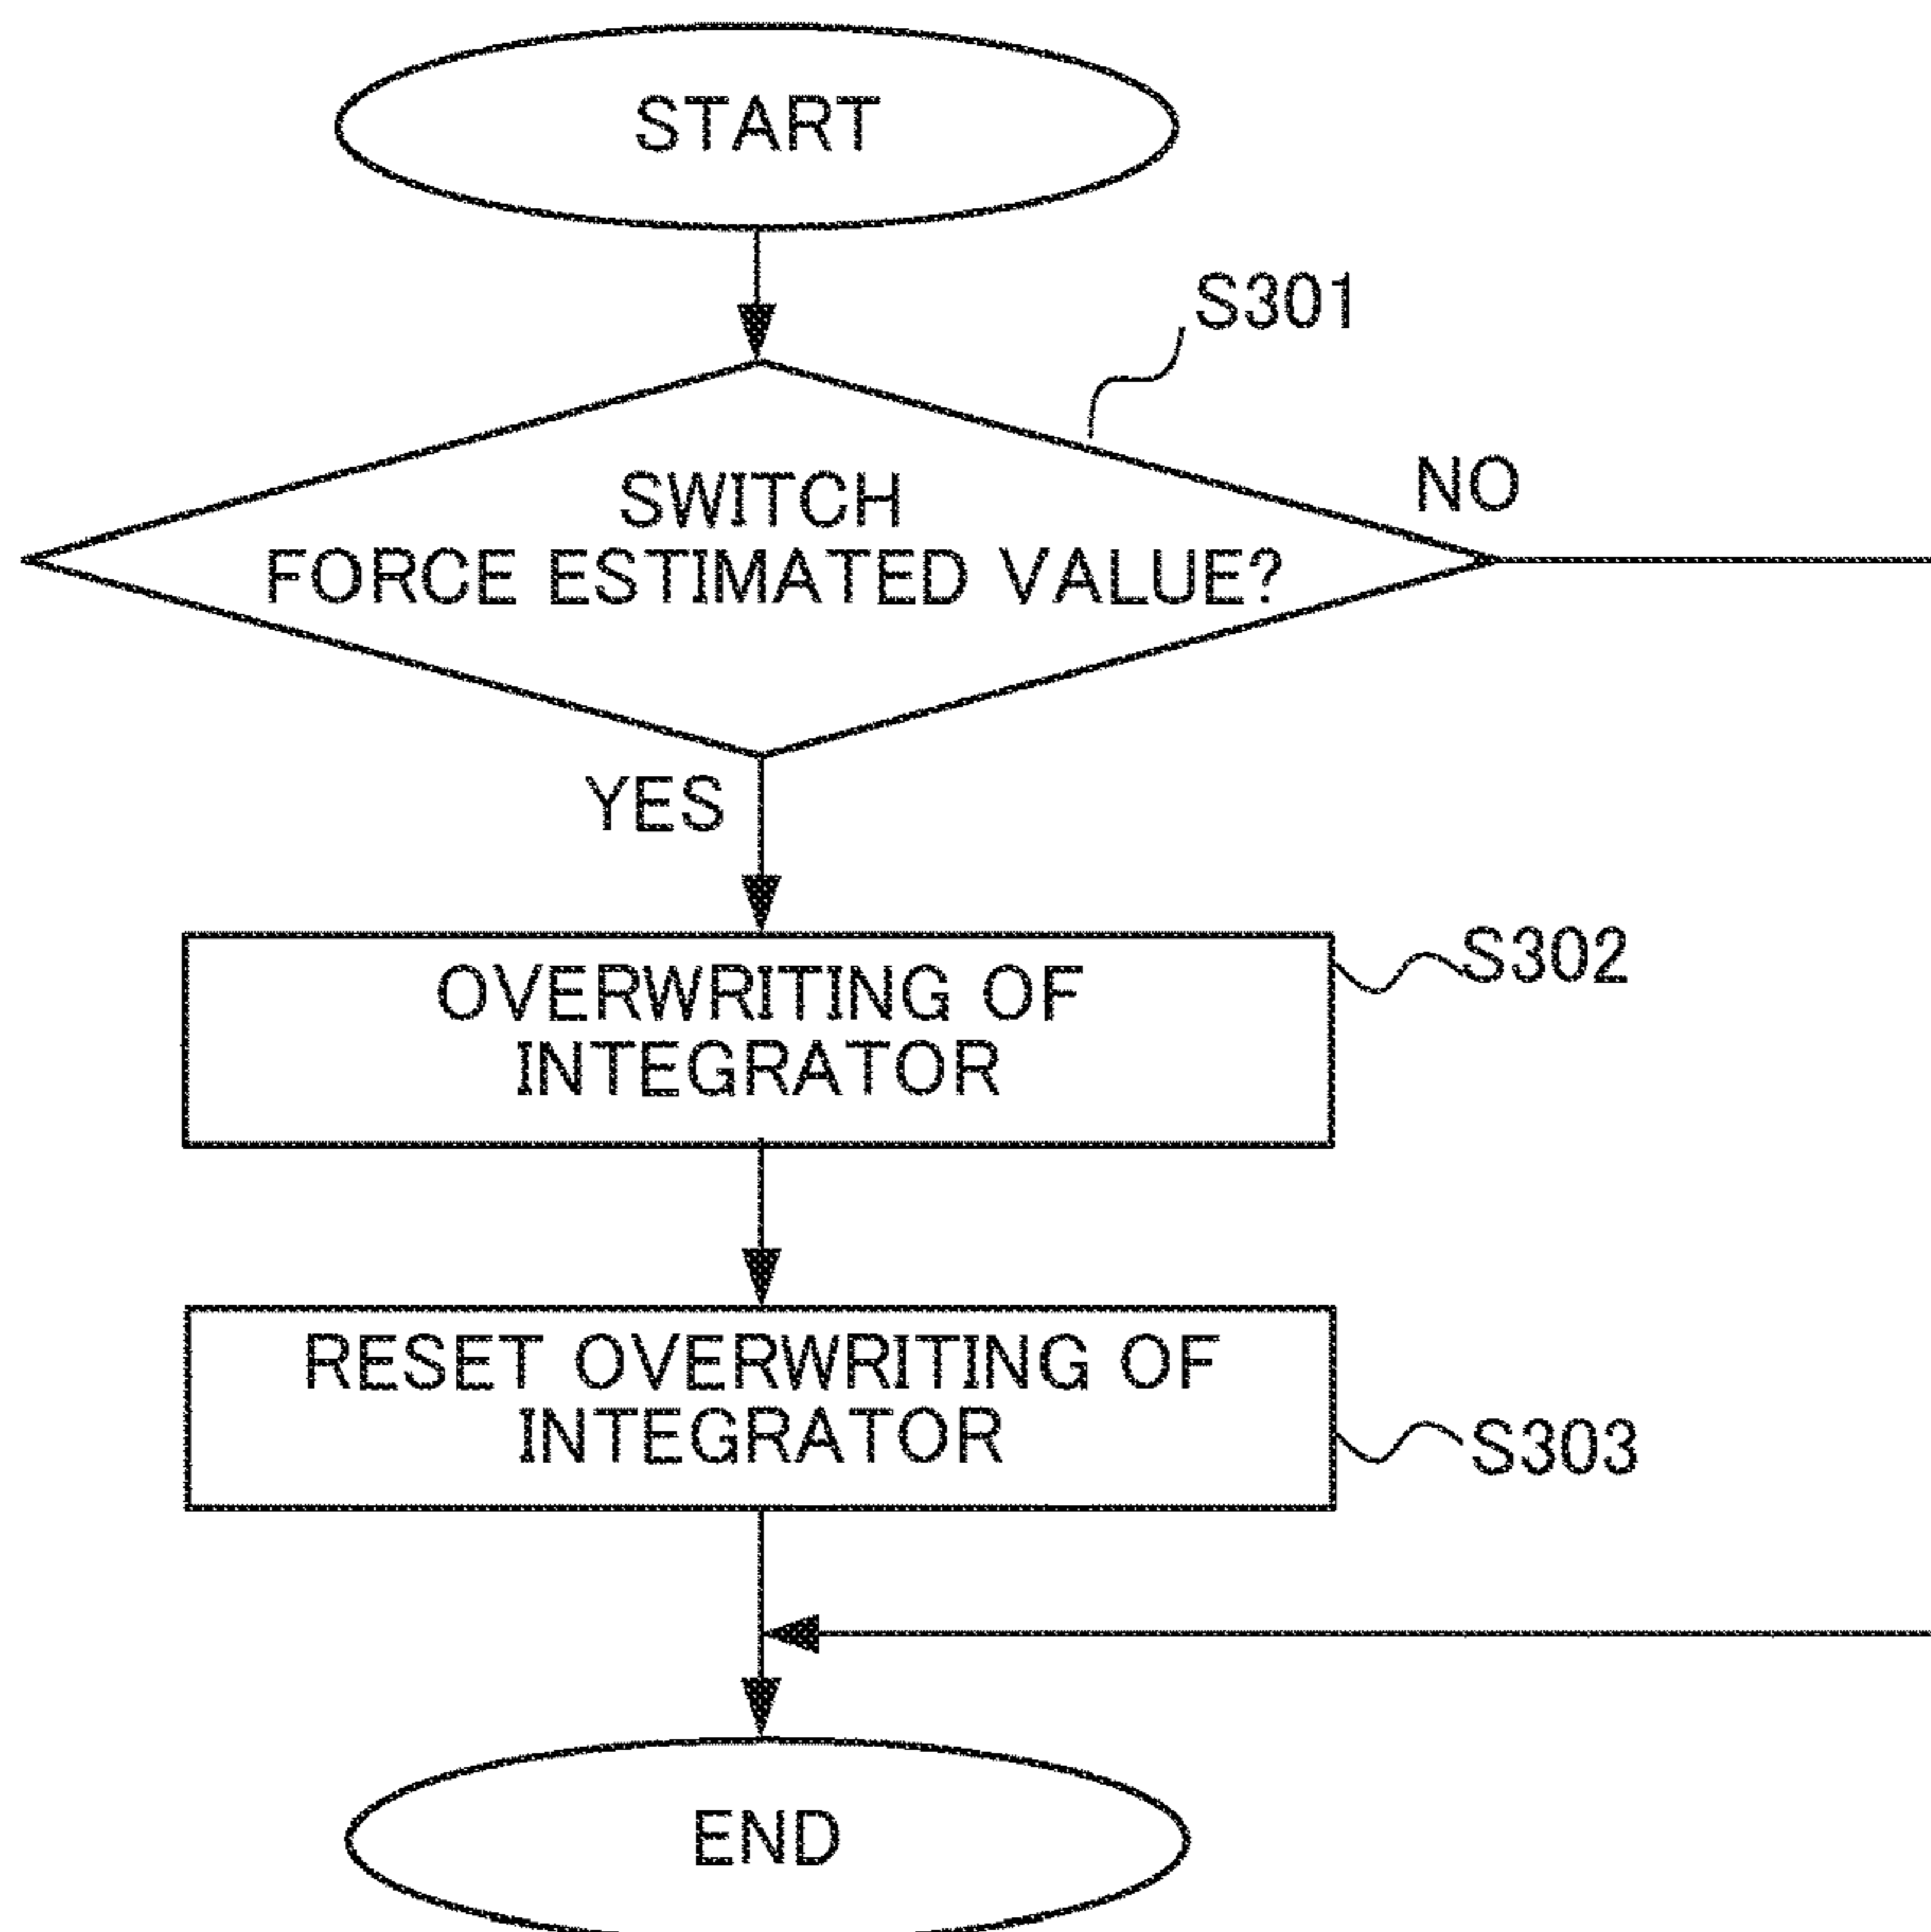 START
S301
SWITCH
FORCE ESTIMATED VALUE?
NO
YES
OVERWRITING OF
INTEGRATOR
S302
RESET OVERWRITING OF
INTEGRATOR
S303
END